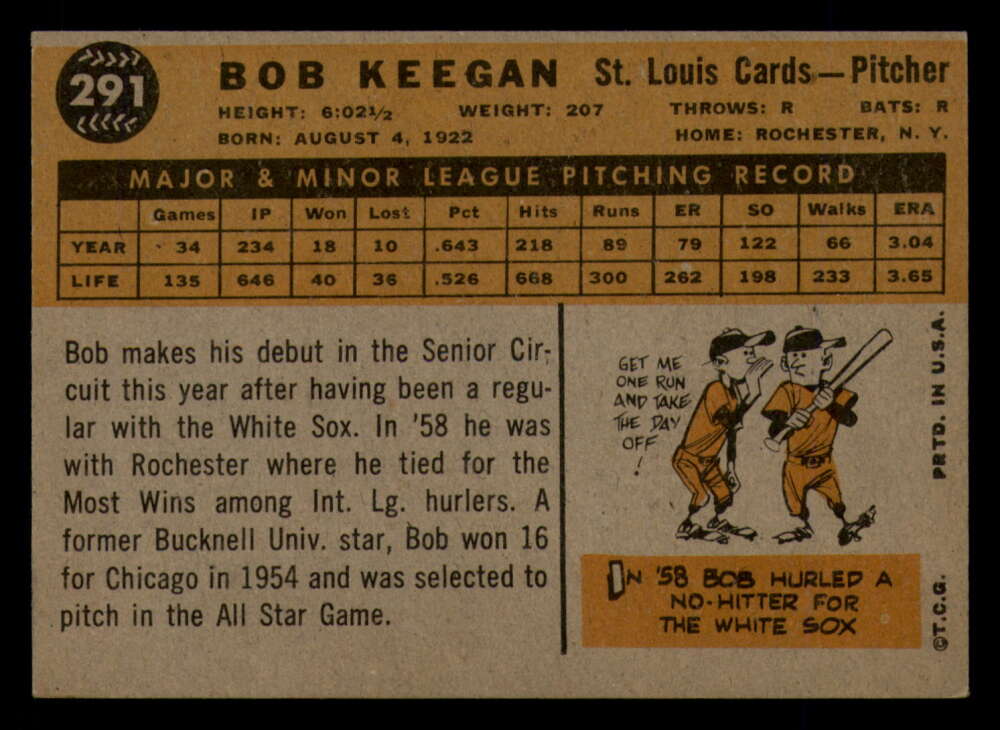 291
BOB KEEGAN St. Louis Cards—Pitcher
HEIGHT: 6:02½ WEIGHT: 207 THROWS: R BATS: R
BORN: AUGUST 4, 1922 HOME: ROCHESTER, N. Y.
MAJOR & MINOR LEAGUE PITCHING RECORD
Games IP Won Lost Pct Hits Runs ER SO Walks ERA
YEAR 34 234 18 10 .643 218 89 79 122 66 3.04
LIFE 135 646 40 36 .526 668 300 262 198 233 3.65
Bob makes his debut in the Senior Cir-
cuit this year after having been a regu-
lar with the White Sox. In '58 he was
with Rochester where he tied for the
Most Wins among Int. Lg. hurlers. A
former Bucknell Univ. star, Bob won 16
for Chicago in 1954 and was selected to
pitch in the All Star Game.
GET ME
ONE RUN
AND TAKE
THE DAY
OFF
!
SOX
IN '58 BOB HURLED A
NO-HITTER FOR
THE WHITE SOX
©T.C.G. PRTD. IN U.S.A.